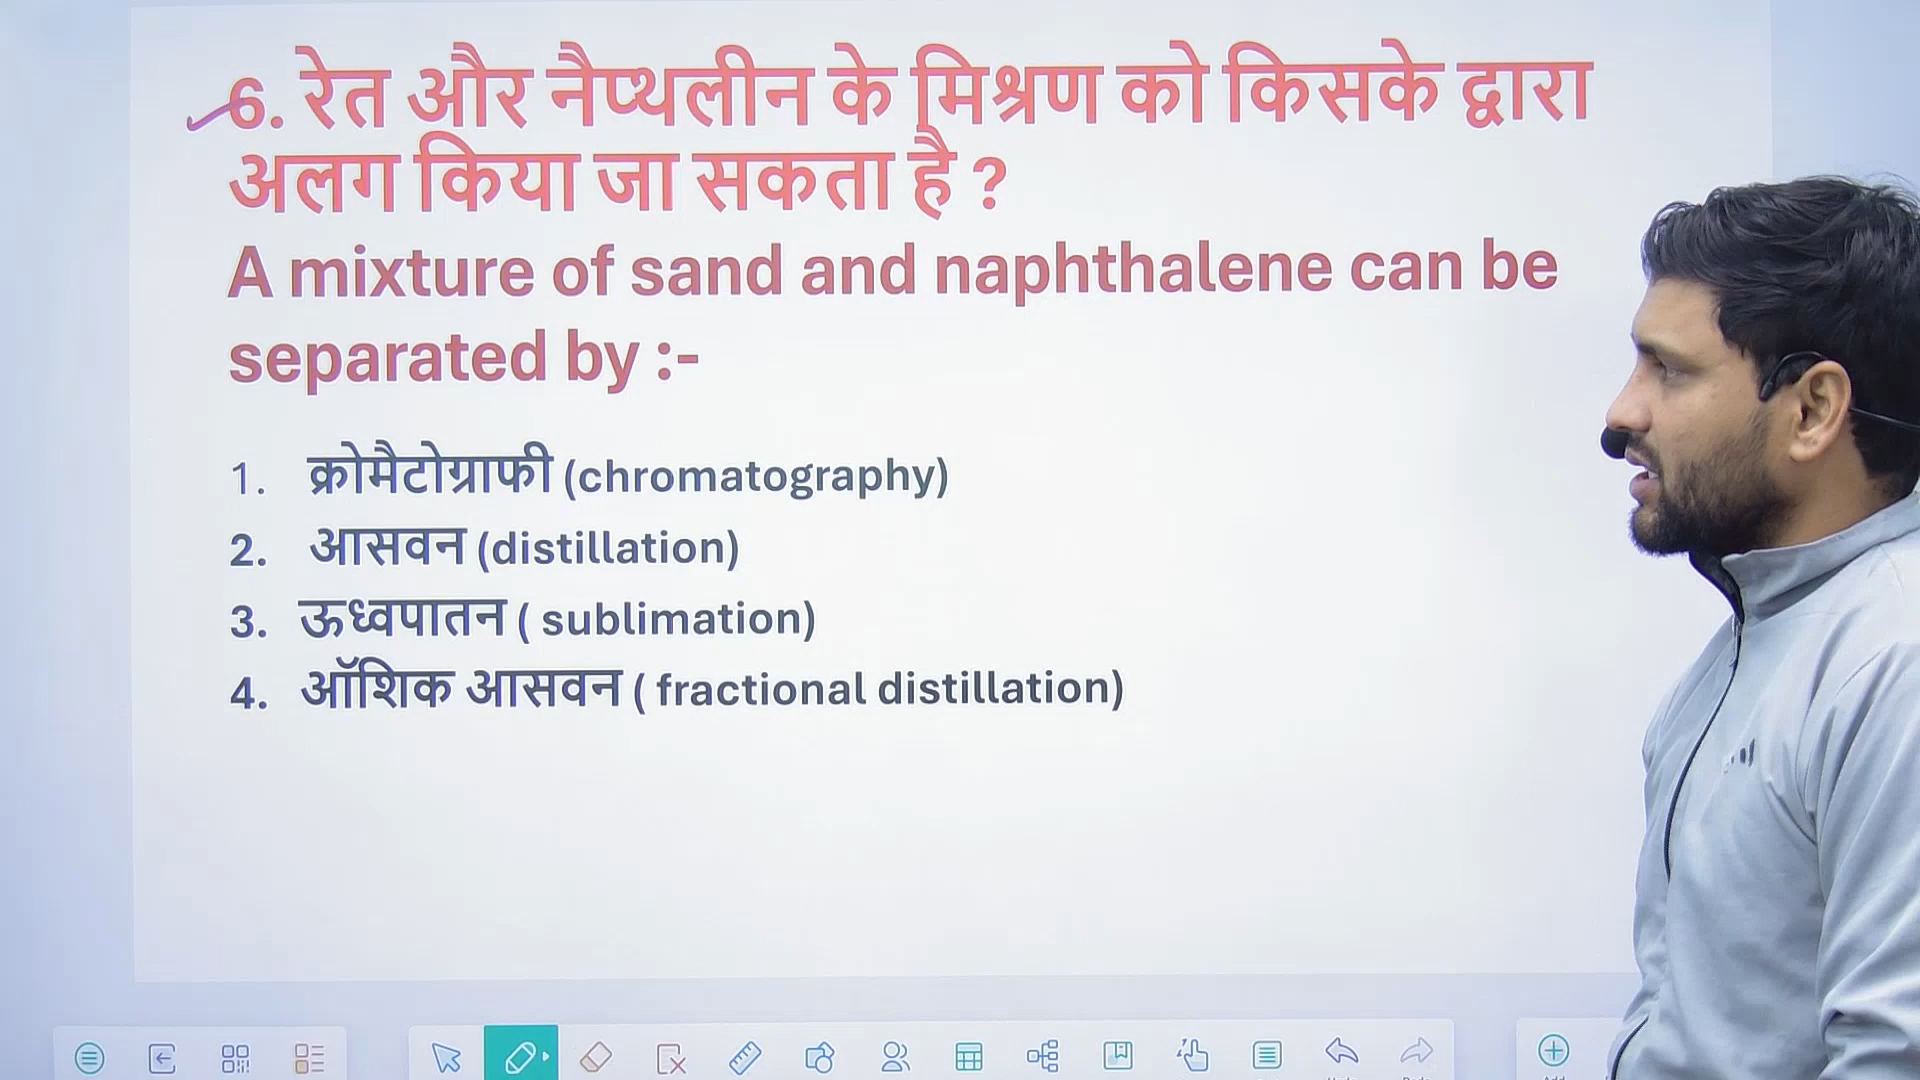 6. रेत और नैप्थलीन के मिश्रण को किसके द्वारा
अलग किया जा सकता है ?
A mixture of sand and naphthalene can be
separated by :-
1. क्रोमैटोग्राफी (chromatography)
2. आसवन (distillation)
3. ऊध्वपातन ( sublimation)
4. ऑशिक आसवन ( fractional distillation)